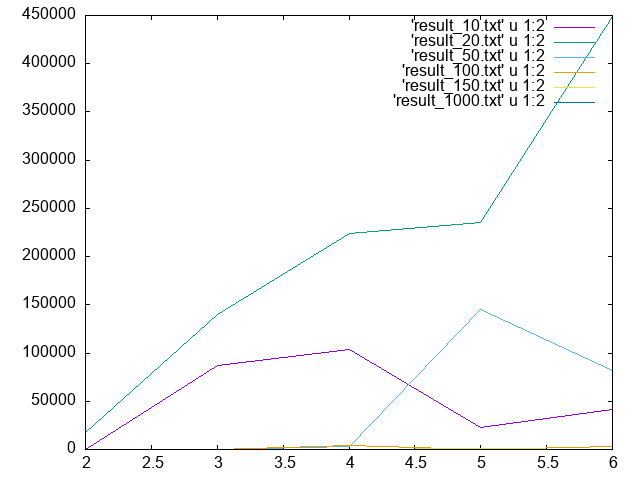 450000
400000
350000
300000
250000
200000
150000
100000
50000
0
'result_10.txt' u 1:2
'result_20.txt' u 1:2
'result_50.txt' u 1:2
'result_100.txt' u 1:2
'result_150.txt' u 1:2
'result_1000.txt' u 1:2
2 2.5 3 3.5 4 4.5 5 5.5 6